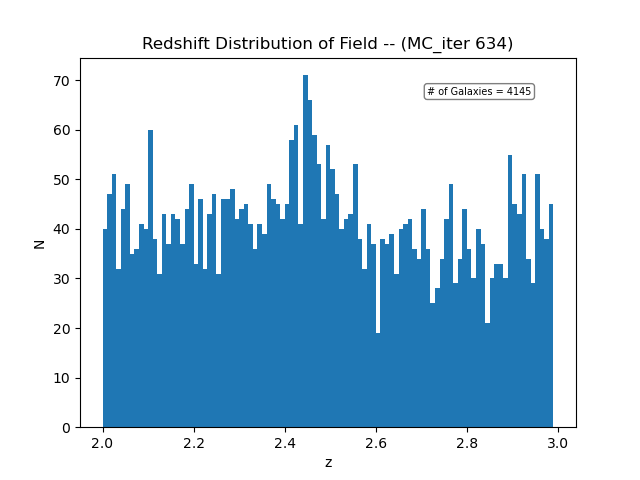 Redshift Distribution of Field -- (MC_iter 634)
# of Galaxies = 4145
70
60
50
40
30
20
10
0
N
2.0 2.2 2.4 2.6 2.8 3.0
z